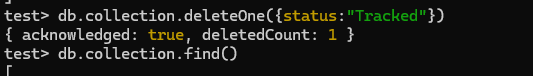 test> db.collection.deleteOne({status:"Tracked"})
{ acknowledged: true, deletedCount: 1 }
test> db.collection.find()
[